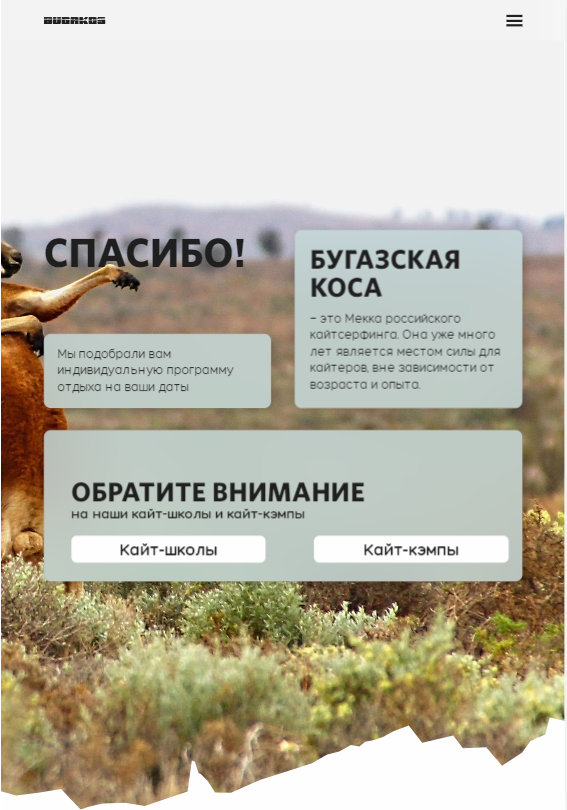 BUGAKOS
СПАСИБО!
БУГАЗСКАЯ
КОСА
– это Мекка российского
кайтсерфинга. Она уже много
лет является местом силы для
кайтеров, вне зависимости от
возраста и опыта.
Мы подобрали вам
индивидуальную программу
отдыха на ваши даты
ОБРАТИТЕ ВНИМАНИЕ
на наши кайт-школы и кайт-кэмпы
Кайт-школы
Кайт-кэмпы